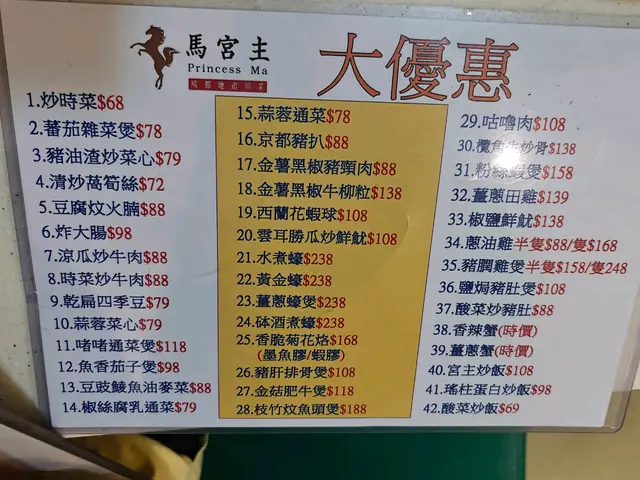 馬宮主
Princess Ma
成都地道川菜
大優惠
1.炒時菜$68
2.蕃茄雜菜煲$78
3.豬油渣炒菜心$79
4.清炒萵筍絲$72
5.豆腐炆火腩$88
6.炸大腸$98
7.涼瓜炒牛肉$88
8.時菜炒牛肉$88
9.乾扁四季豆$79
10.蒜蓉菜心$79
11.啫啫通菜煲$118
12.魚香茄子煲$98
13.豆豉鯪魚油麥菜$88
14.椒絲腐乳通菜$79
15.蒜蓉通菜$78
16.京都豬扒$88
17.金薯黑椒豬頸肉$88
18.金薯黑椒牛柳粒$138
19.西蘭花蝦球$108
20.雲耳勝瓜炒鮮魷$108
21.水煮蠔$238
22.黃金蠔$238
23.薑蔥蠔煲$238
24.砵酒煮蠔$238
25.香脆菊花烙$168
(墨魚膠/蝦膠)
26.豬肝排骨煲$108
27.金菇肥牛煲$118
28.枝竹炆魚頭煲$188
29.咕嚕肉$108
30.欖角炒骨$138
31.粉絲蝦煲$158
32.薑蔥田雞$139
33.椒鹽鮮魷$138
34.蔥油雞半隻$88/隻$168
35.豬膶雞煲半隻$158/隻$248
36.鹽焗豬肚煲$108
37.酸菜炒豬肚$88
38.香辣蟹(時價)
39.薑蔥蟹(時價)
40.宮主炒飯$108
41.瑤柱蛋白炒飯$98
42.酸菜炒飯$69